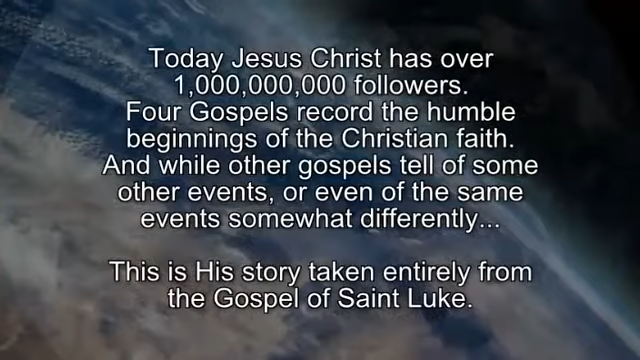 Today Jesus Christ has over
1,000,000,000 followers.
Four Gospels record the humble
beginnings of the Christian faith.
And while other gospels tell of some
other events, or even of the same
events somewhat differently...
This is His story taken entirely from
the Gospel of Saint Luke.